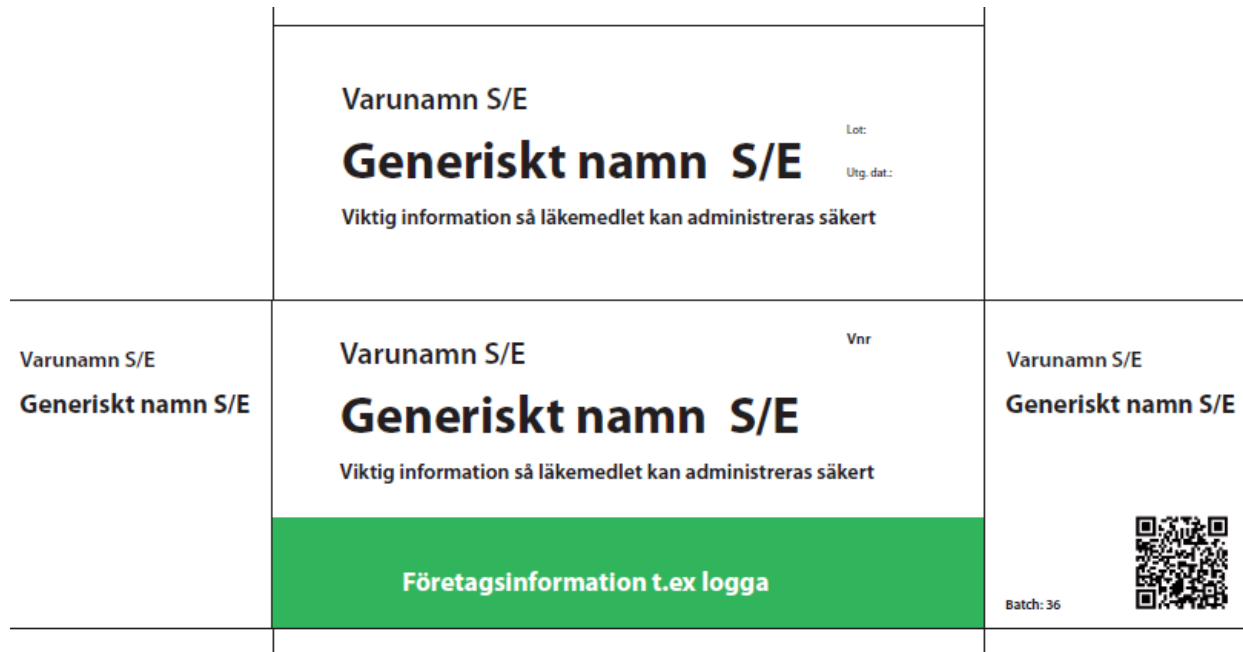 Varunamn S/E
Generiskt namn S/E
Lot:
Utg. dat.:
Viktig information så läkemedlet kan administreras säkert
Varunamn S/E
Generiskt namn S/E
Varunamn S/E
Vnr
Generiskt namn S/E
Viktig information så läkemedlet kan administreras säkert
Företagsinformation t.ex logga
Varunamn S/E
Generiskt namn S/E
Batch: 36